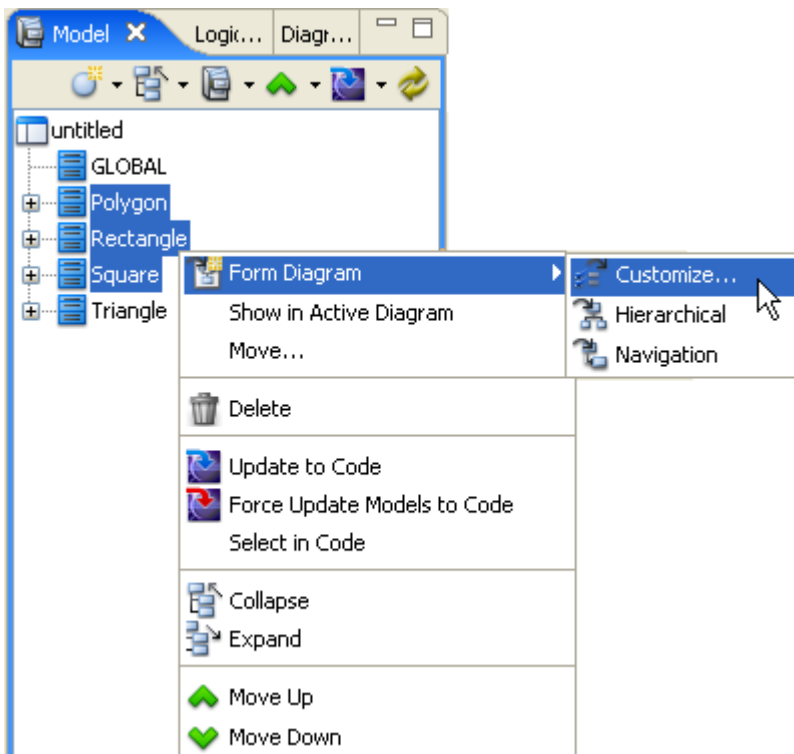 Model Logic... Diagr...
untitled
GLOBAL
Polygon
Rectangle
Square
Triangle
Form Diagram
Show in Active Diagram
Move...
Delete
Update to Code
Force Update Models to Code
Select in Code
Collapse
Expand
Move Up
Move Down
Customize...
Hierarchical
Navigation